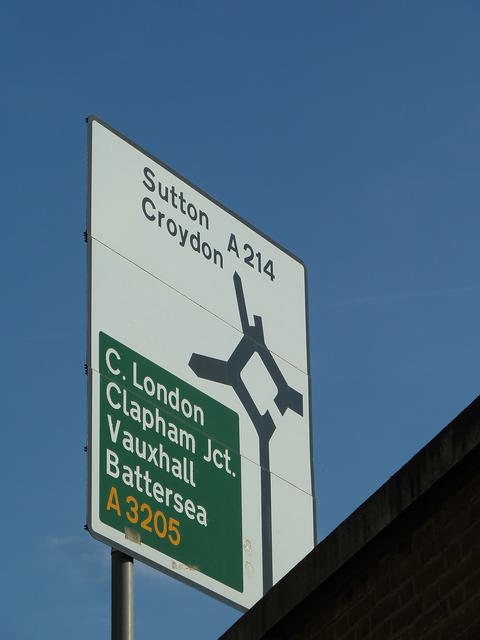 Sutton
Croydon A214
C. London
Clapham Jct.
Vauxhall
Battersea
A3205